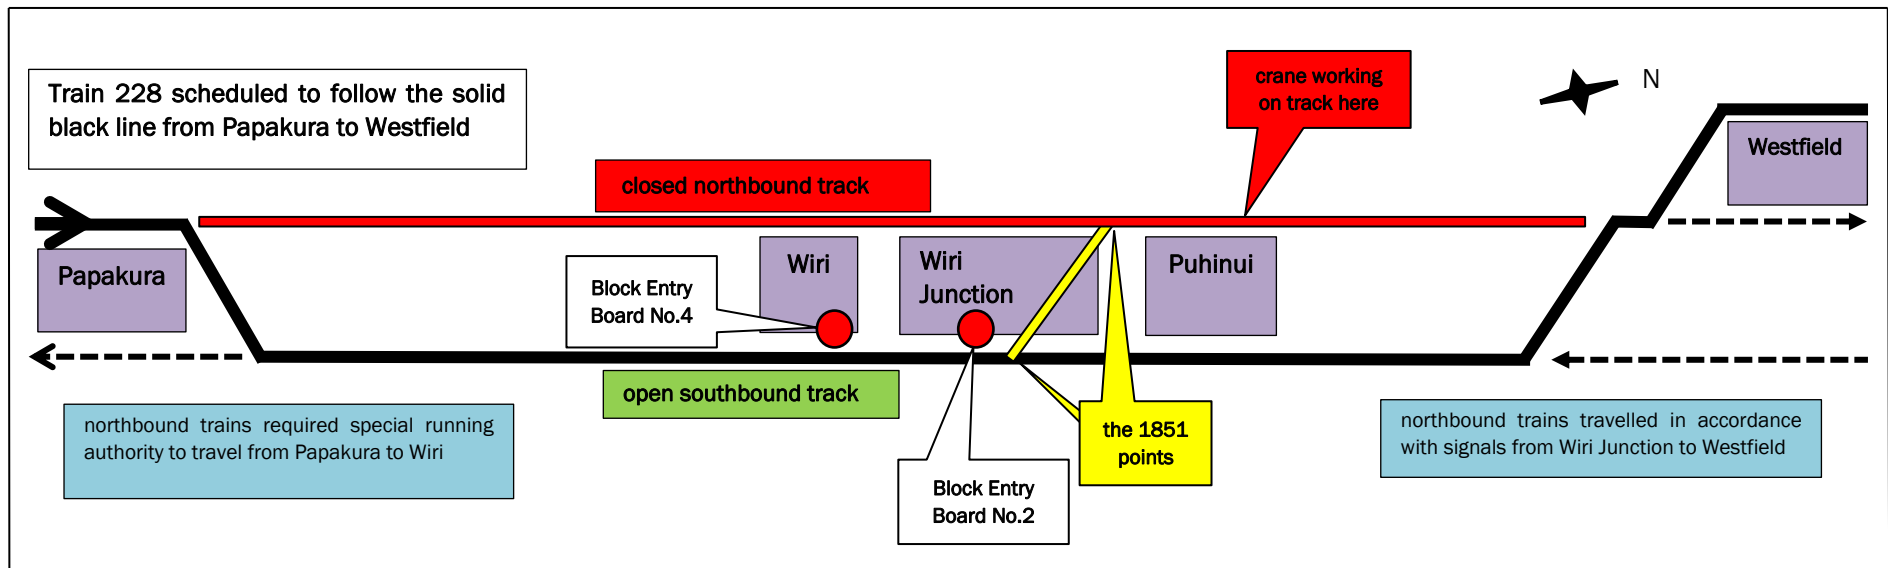 Train 228 scheduled to follow the solid
black line from Papakura to Westfield
crane working
on track here
N
Westfield
closed northbound track
Papakura
Wiri
Wiri
Junction
Puhinui
Block Entry
Board No.4
open southbound track
the 1851
points
northbound trains required special running
authority to travel from Papakura to Wiri
northbound trains travelled in accordance
with signals from Wiri Junction to Westfield
Block Entry
Board No.2